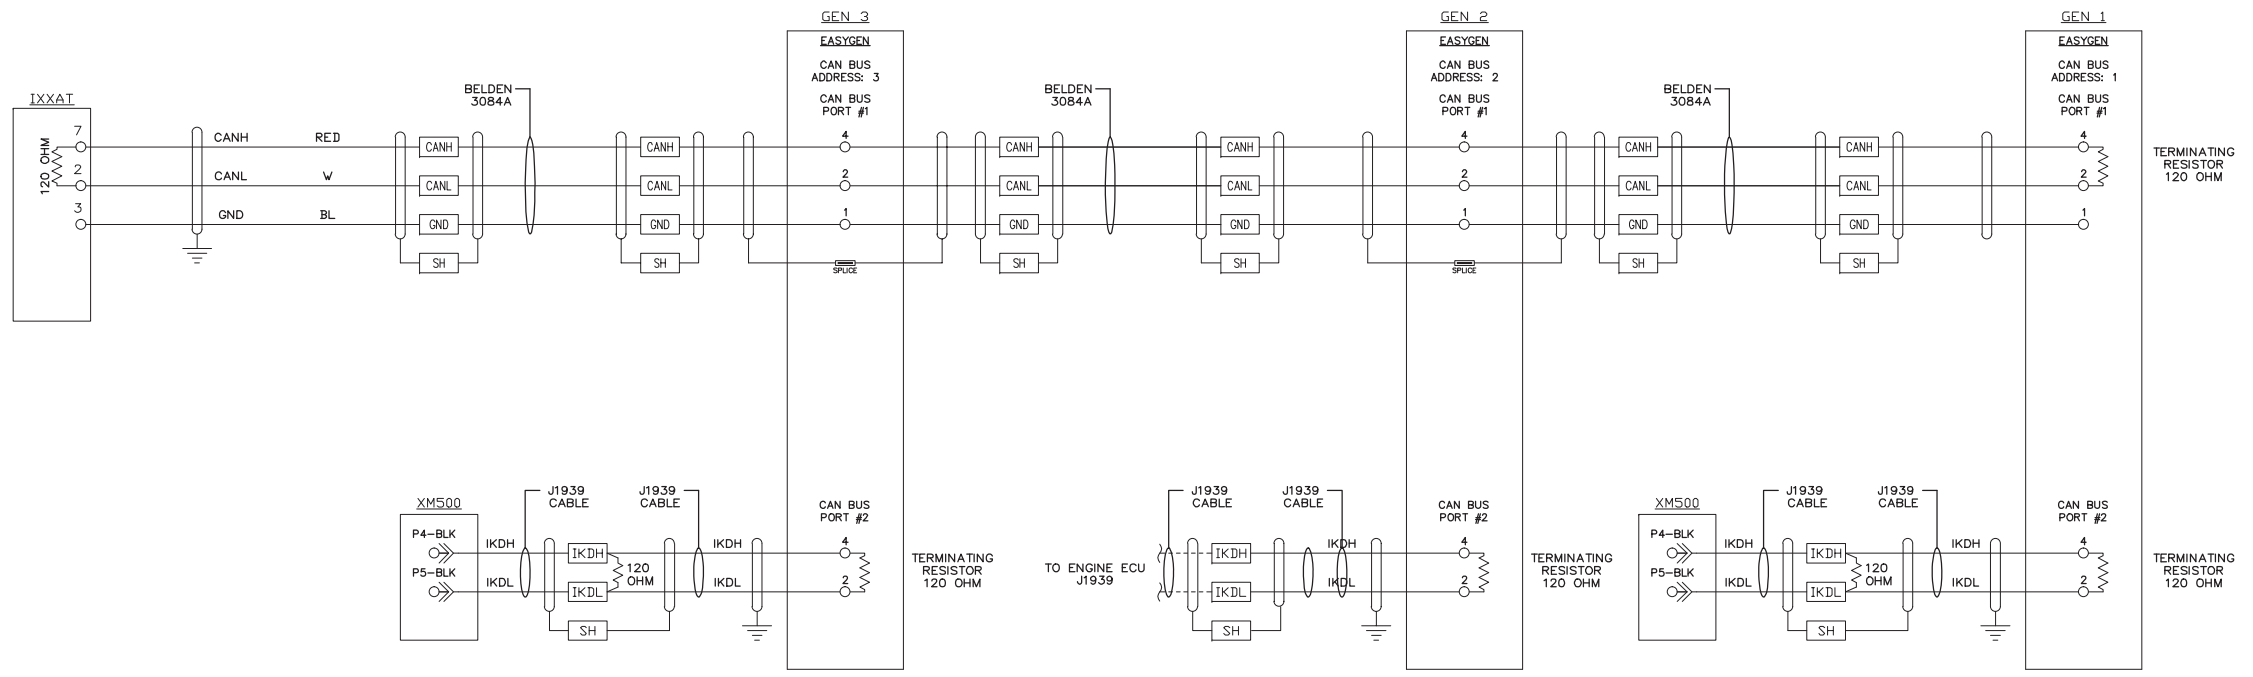 GEN 3
GEN 2
GEN 1
EASYGEN
CAN BUS
ADDRESS: 3
CAN BUS
PORT #1
EASYGEN
CAN BUS
ADDRESS: 2
CAN BUS
PORT #1
EASYGEN
CAN BUS
ADDRESS: 1
CAN BUS
PORT #1
IXXAT
BELDEN
3084A
BELDEN
3084A
BELDEN
3084A
120 OHM
7
CANH
RED
CANH
CANH
4
CANH
CANH
4
CANH
CANH
4
2
CANL
W
CANL
CANL
2
CANL
CANL
2
CANL
CANL
2
3
GND
BL
GND
GND
1
GND
GND
1
GND
GND
1
TERMINATING
RESISTOR
120 OHM
SH
SH
SPLICE
SH
SH
SPLICE
SH
SH
XM500
J1939
CABLE
J1939
CABLE
CAN BUS
PORT #2
P4-BLK
IKDH
IKDH
IKDH
4
P5-BLK
IKDL
IKDL
120
OHM
IKDL
2
SH
TERMINATING
RESISTOR
120 OHM
J1939
CABLE
J1939
CABLE
CAN BUS
PORT #2
TO ENGINE ECU
J1939
IKDH
IKDH
4
IKDL
IKDL
2
SH
TERMINATING
RESISTOR
120 OHM
XM500
J1939
CABLE
J1939
CABLE
CAN BUS
PORT #2
P4-BLK
IKDH
IKDH
IKDH
4
P5-BLK
IKDL
IKDL
120
OHM
IKDL
2
SH
TERMINATING
RESISTOR
120 OHM